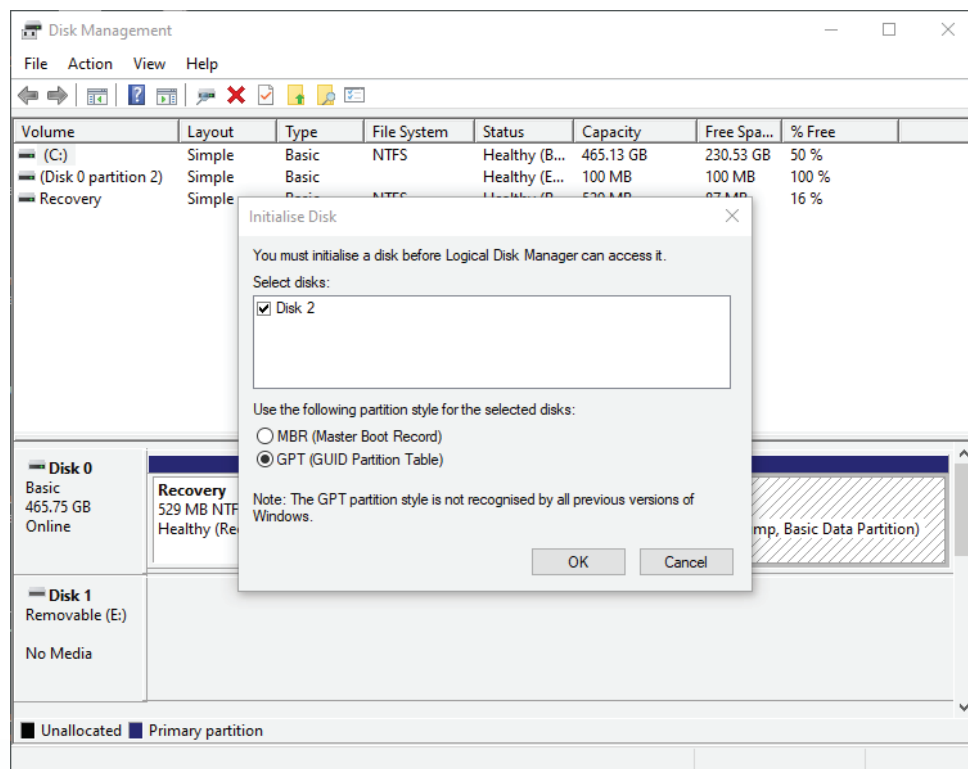 Disk Management
File Action View Help
Volume Layout Type File System Status Capacity Free Spa... % Free
(C:) Simple Basic NTFS Healthy (B... 465.13 GB 230.53 GB 50 %
(Disk 0 partition 2) Simple Basic Healthy (E... 100 MB 100 MB 100 %
Recovery Simple 16 %
Initialise Disk
You must initialise a disk before Logical Disk Manager can access it.
Select disks:
Disk 2
Use the following partition style for the selected disks:
MBR (Master Boot Record)
GPT (GUID Partition Table)
Note: The GPT partition style is not recognised by all previous versions of
Windows.
OK Cancel
Disk 0
Basic
465.75 GB
Online
Recovery
529 MB NTF
Healthy (Re
mp, Basic Data Partition)
Disk 1
Removable (E:)
No Media
Unallocated Primary partition